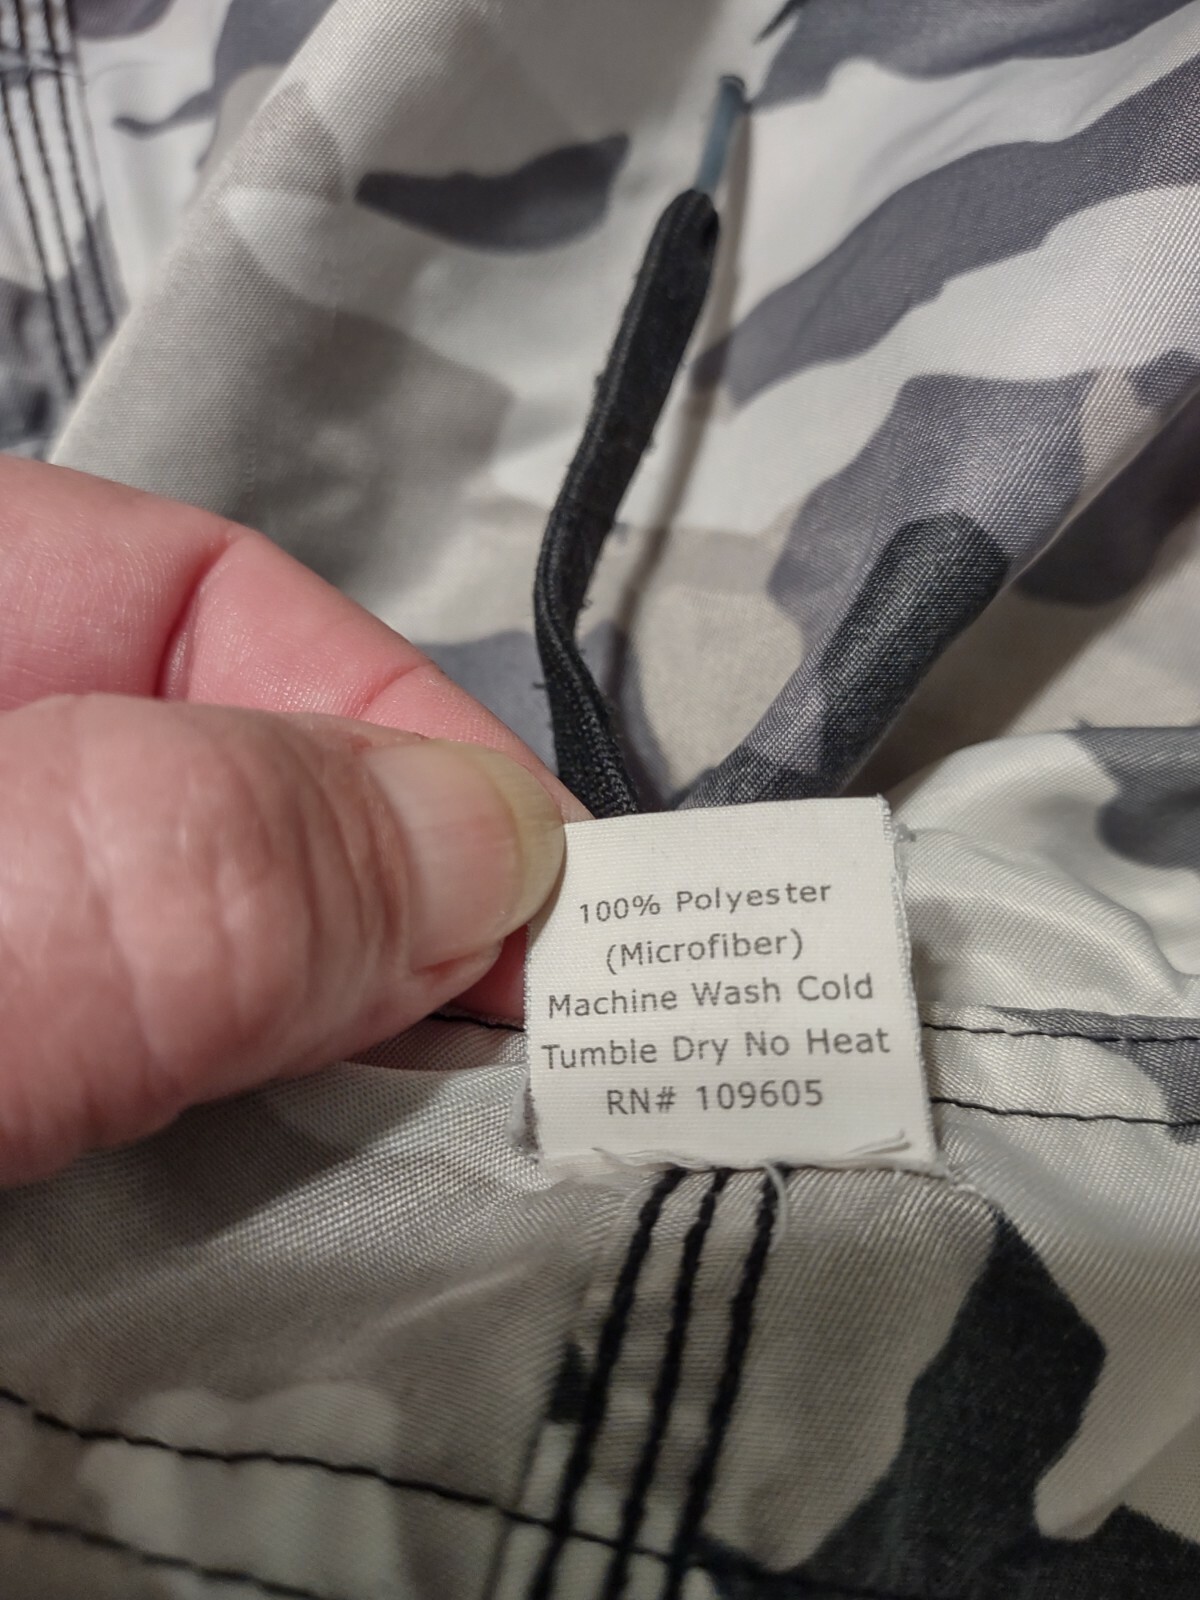 100% Polyester
(Microfiber)
Machine Wash Cold
Tumble Dry No Heat
RN# 109605